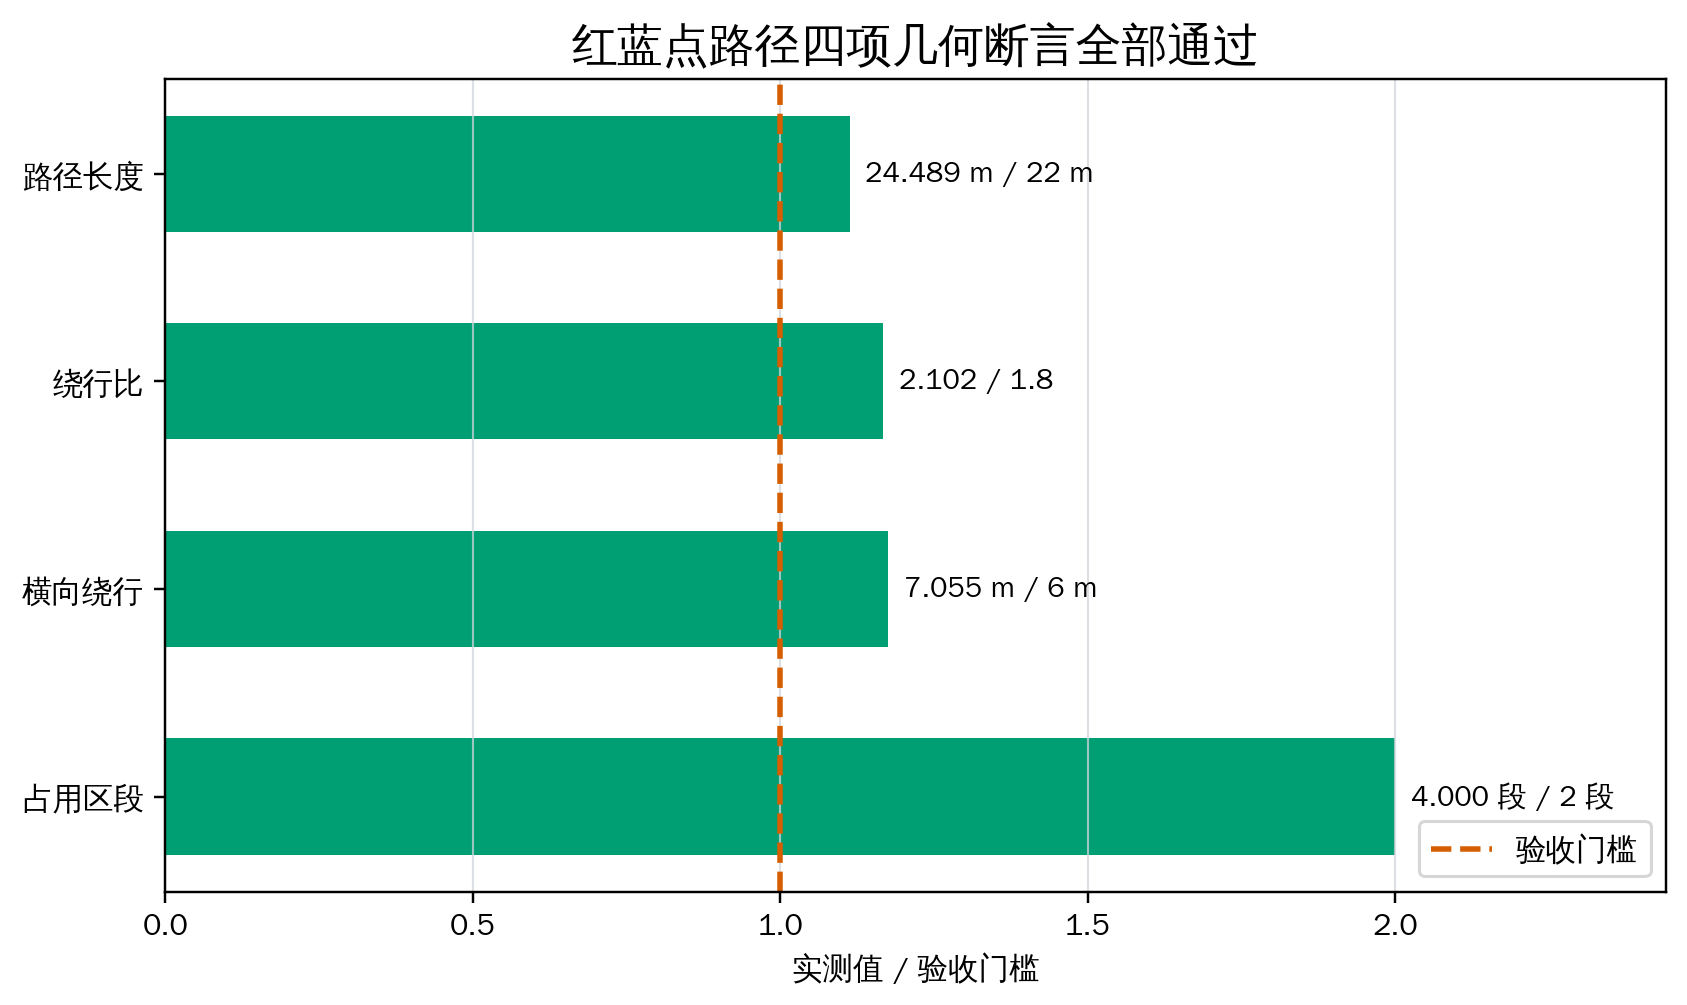 红蓝点路径四项几何断言全部通过
路径长度
24.489 m / 22 m
绕行比
2.102 / 1.8
横向绕行
7.055 m / 6 m
占用区段
4.000 段 / 2 段
验收门槛
0.0
0.5
1.0
1.5
2.0
实测值 / 验收门槛